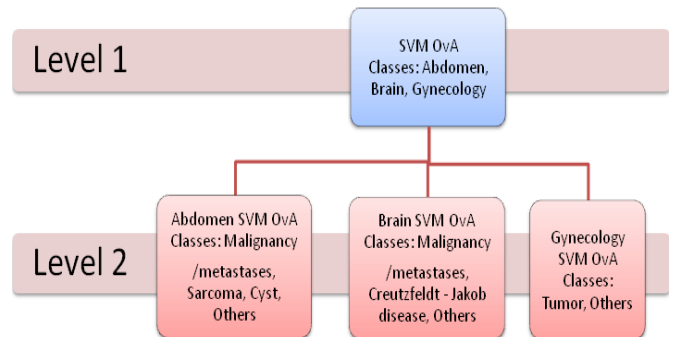 Level 1
SVM OvA
Classes: Abdomen,
Brain, Gynecology
Level 2
Abdomen SVM OvA
Classes: Malignancy
/metastases,
Sarcoma, Cyst,
Others
Brain SVM OvA
Classes: Malignancy
/metastases,
Creutzfeldt - Jakob
disease, Others
Gynecology
SVM OvA
Classes:
Tumor, Others